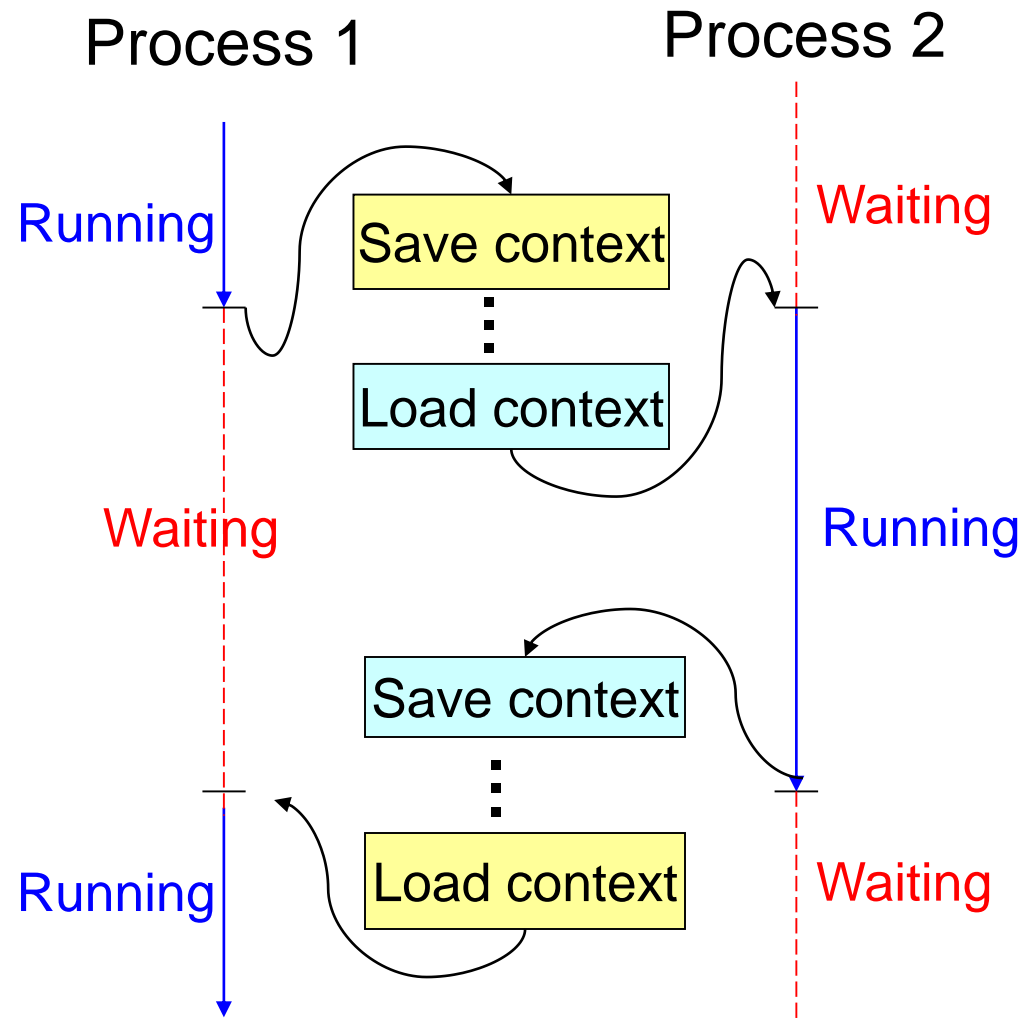 Process 1
Process 2
Running
Waiting
Save context
Load context
Waiting
Running
Save context
Load context
Running
Waiting